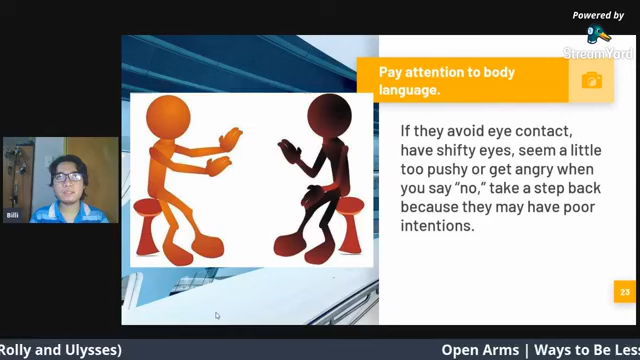 Powered by
StreamYard
Pay attention to body
language.
If they avoid eye contact,
have shifty eyes, seem a little
too pushy or get angry when
you say “no,” take a step back
because they may have poor
intentions.
Billi
23
Rolly and Ulysses)
Open Arms | Ways to Be Less